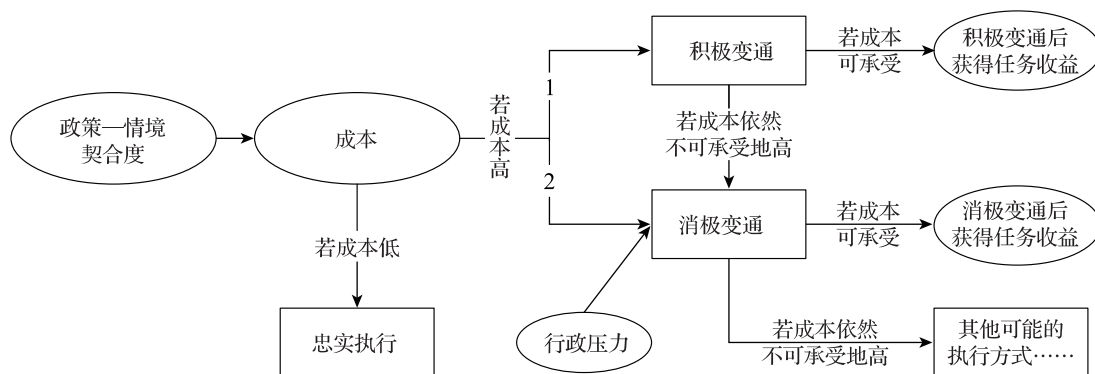 政策—情境
契合度
成本
若成本高
1
2
积极变通
若成本
可承受
积极变通后
获得任务收益
若成本依然
不可承受地高
消极变通
若成本
可承受
消极变通后
获得任务收益
若成本低
忠实执行
行政压力
若成本依然
不可承受地高
其他可能的
执行方式……